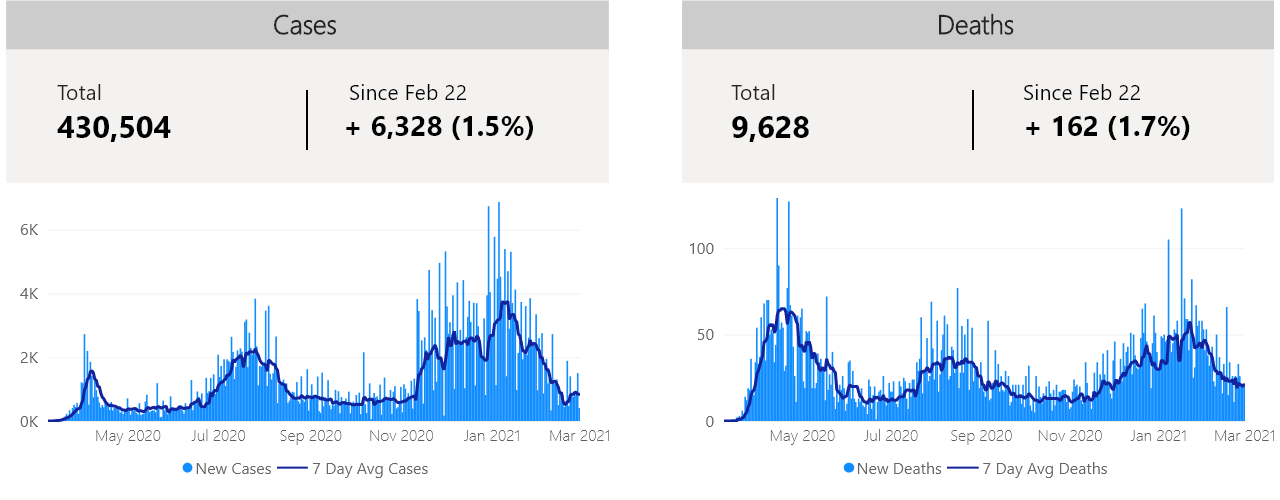 Cases
Total
430,504
Since Feb 22
+ 6,328 (1.5%)
6K
4K
2K
0K
May 2020 Jul 2020 Sep 2020 Nov 2020 Jan 2021 Mar 2021
New Cases 7 Day Avg Cases
Deaths
Total
9,628
Since Feb 22
+ 162 (1.7%)
100
50
0
May 2020 Jul 2020 Sep 2020 Nov 2020 Jan 2021 Mar 2021
New Deaths 7 Day Avg Deaths